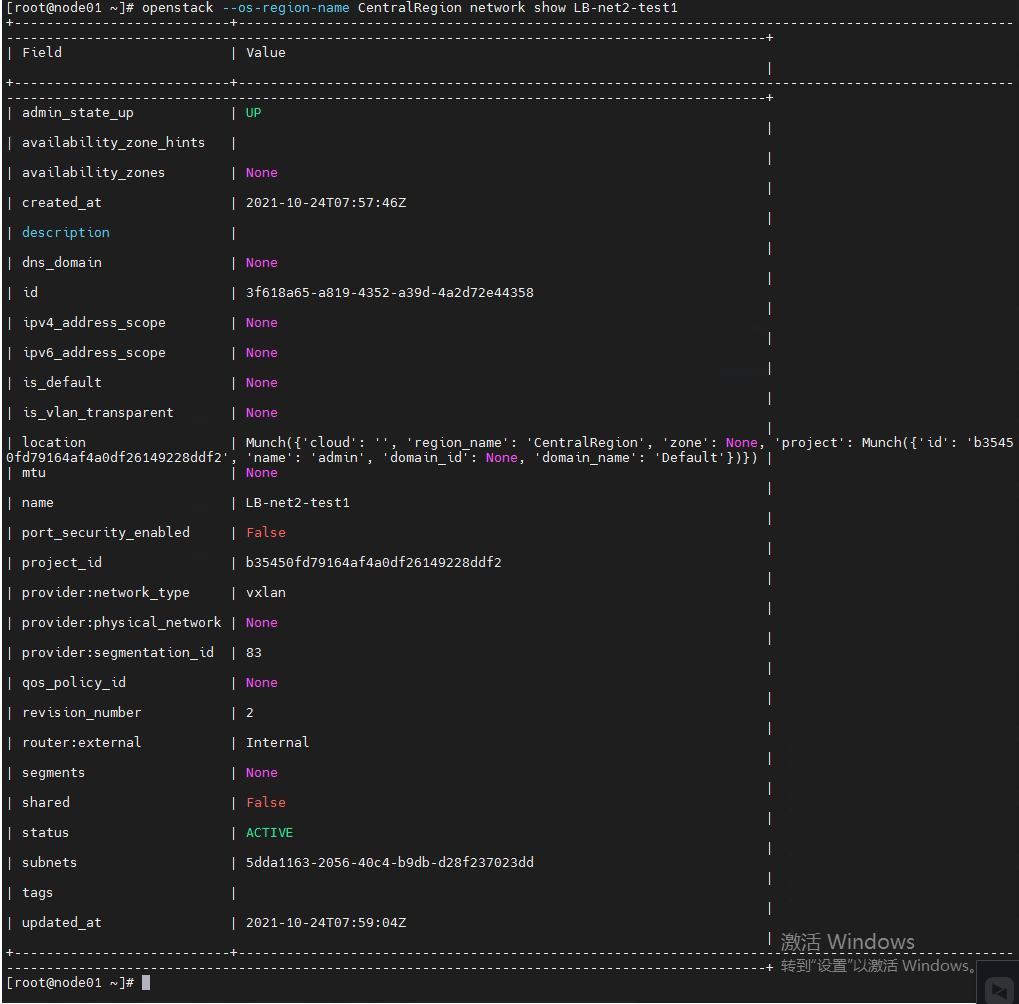 [root@node01 ~]# openstack --os-region-name CentralRegion network show LB-net2-test1
+---------------------------+-------------------------------------------------------------------------------------------------
----------------------------+------------------------------------------------------------------+
| Field | Value
|
+---------------------------+-------------------------------------------------------------------------------------------------
----------------------------+------------------------------------------------------------------+
| admin_state_up | UP
|
| availability_zone_hints |
|
| availability_zones | None
|
| created_at | 2021-10-24T07:57:46Z
|
| description |
|
| dns_domain | None
|
| id | 3f618a65-a819-4352-a39d-4a2d72e44358
|
| ipv4_address_scope | None
|
| ipv6_address_scope | None
|
| is_default | None
|
| is_vlan_transparent | None
|
| location | Munch({'cloud': '', 'region_name': 'CentralRegion', 'zone': None, 'project': Munch({'id': 'b3545
0fd79164af4a0df26149228ddf2', 'name': 'admin', 'domain_id': None, 'domain_name': 'Default'})}) |
| mtu | None
|
| name | LB-net2-test1
|
| port_security_enabled | False
|
| project_id | b35450fd79164af4a0df26149228ddf2
|
| provider:network_type | vxlan
|
| provider:physical_network | None
|
| provider:segmentation_id | 83
|
| qos_policy_id | None
|
| revision_number | 2
|
| router:external | Internal
|
| segments | None
|
| shared | False
|
| status | ACTIVE
|
| subnets | 5dda1163-2056-40c4-b9db-d28f237023dd
|
| tags |
|
| updated_at | 2021-10-24T07:59:04Z
|
+---------------------------+-------------------------------------------------------------------------------------------------
----------------------------+------------------------------------------------------------------+
[root@node01 ~]#
激活 Windows
转到"设置"以激活 Windows。